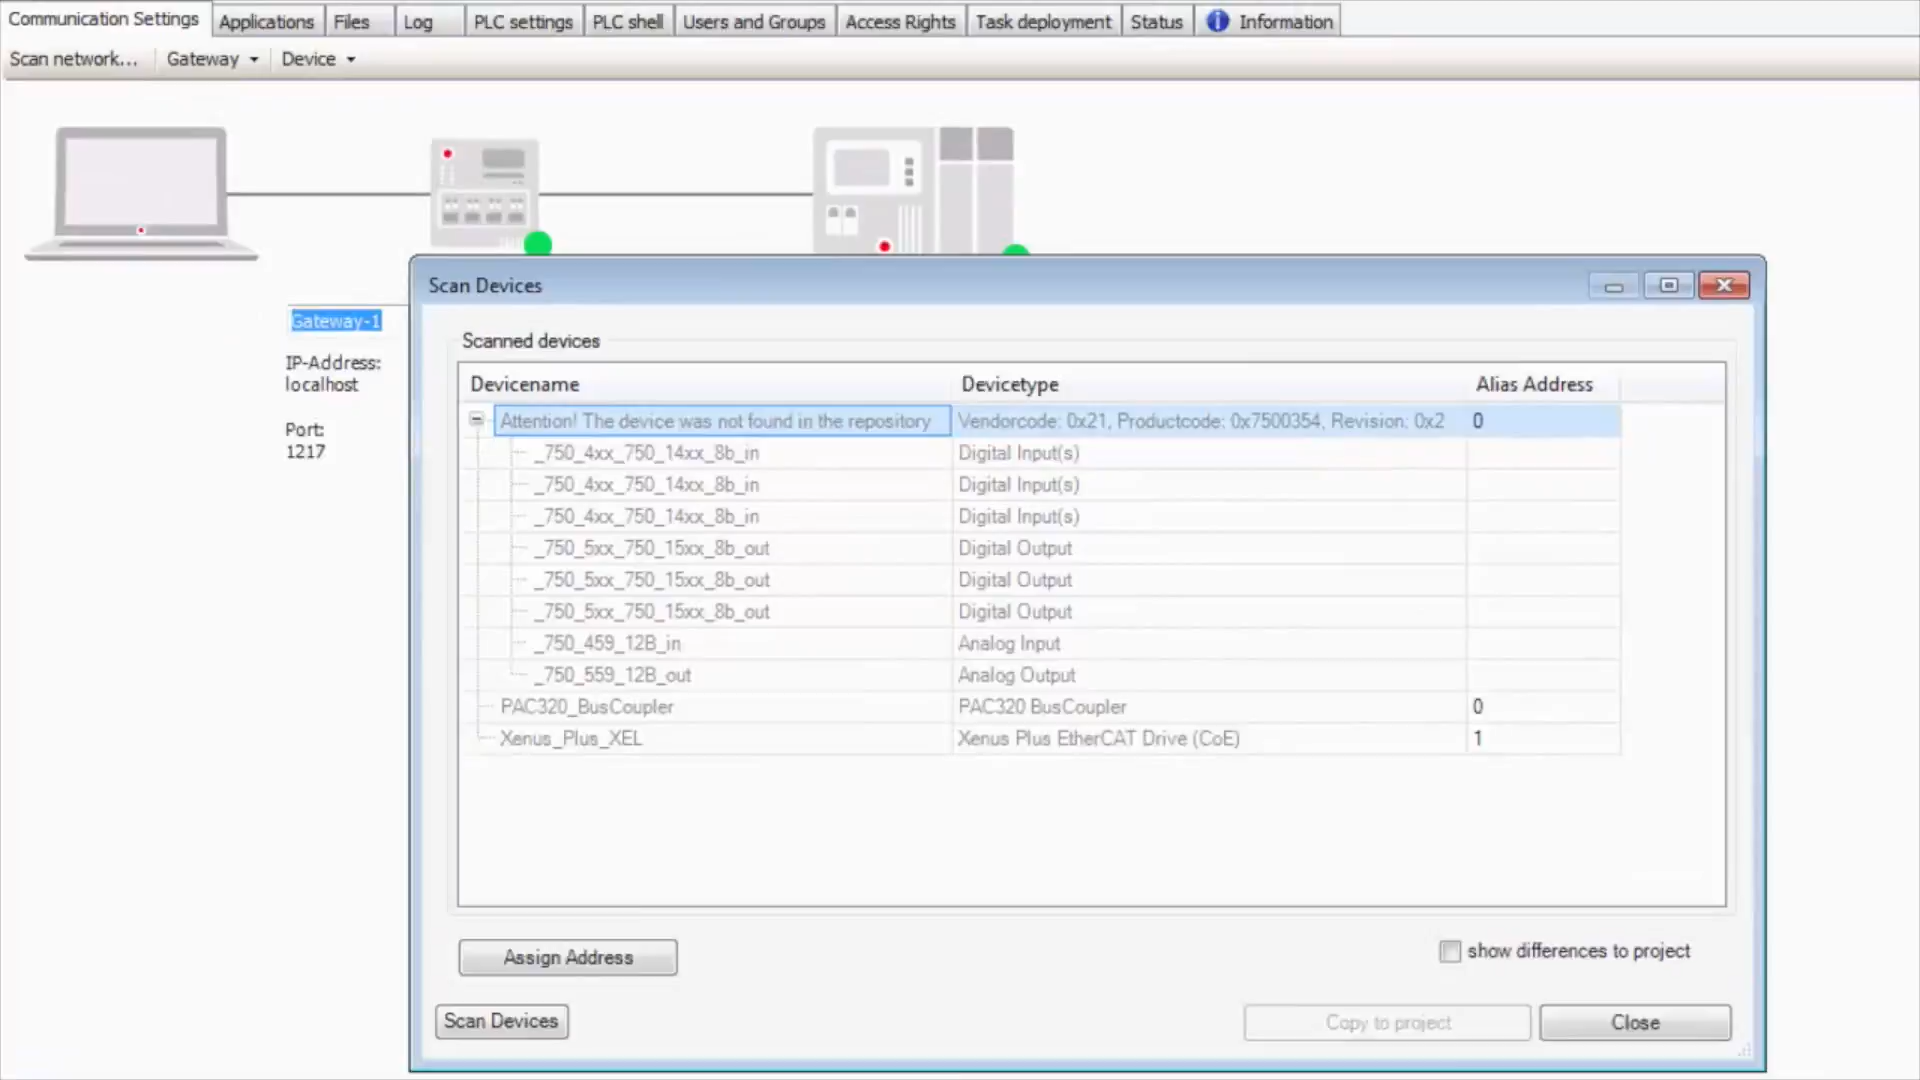 Communication Settings Applications Files Log PLC settings PLC shell Users and Groups Access Rights Task deployment Status Information
Scan network... Gateway Device
Gateway-1
IP-Address:
localhost
Port:
1217
Scan Devices
Scanned devices
Devicename Devicetype Alias Address
Attention! The device was not found in the repository Vendorcode: 0x21, Productcode: 0x7500354, Revision: 0x2 0
_750_4xx_750_14xx_8b_in Digital Input(s)
_750_4xx_750_14xx_8b_in Digital Input(s)
_750_4xx_750_14xx_8b_in Digital Input(s)
_750_5xx_750_15xx_8b_out Digital Output
_750_5xx_750_15xx_8b_out Digital Output
_750_5xx_750_15xx_8b_out Digital Output
_750_459_12B_in Analog Input
_750_559_12B_out Analog Output
PAC320_BusCoupler PAC320 BusCoupler 0
Xenus_Plus_XEL Xenus Plus EtherCAT Drive (CoE) 1
Assign Address show differences to project
Scan Devices Copy to project Close